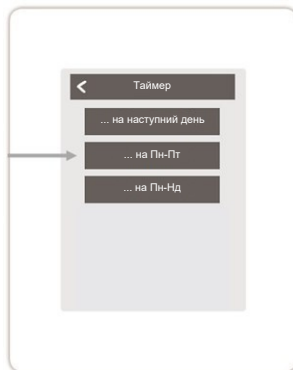 Таймер
... на наступний день
... на Пн-Пт
... на Пн-Нд